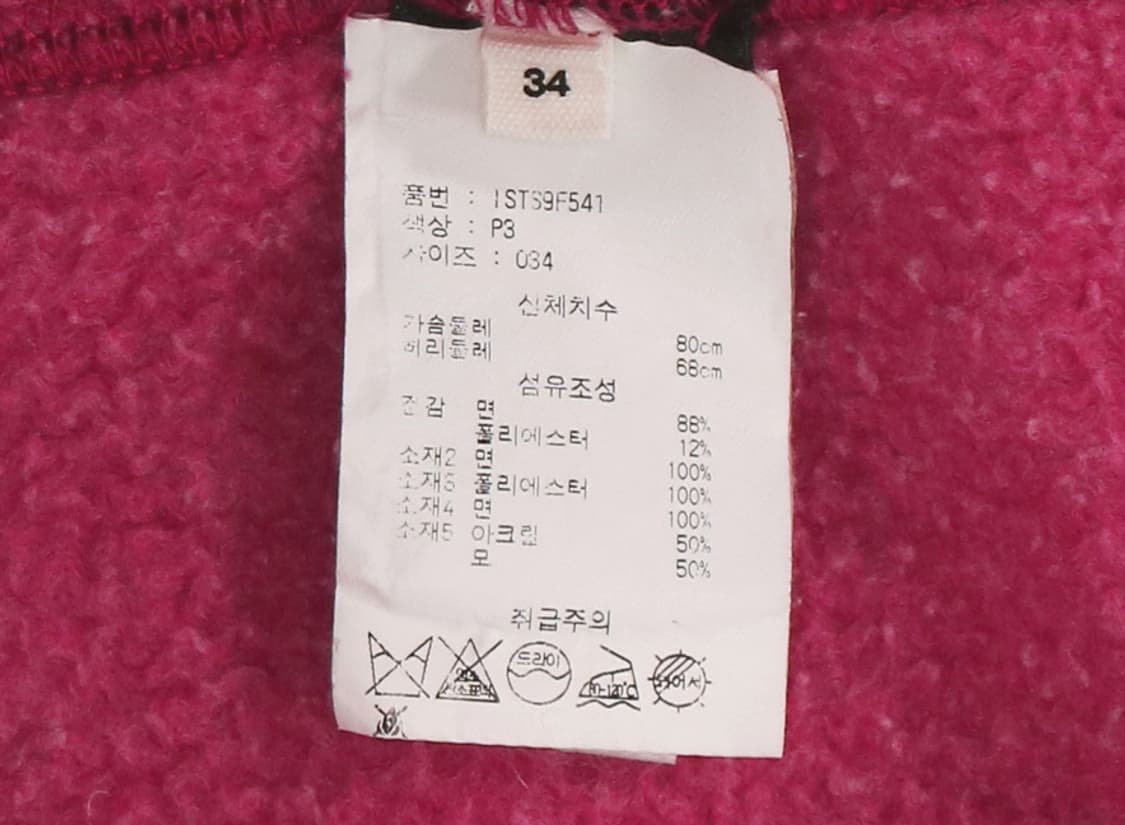 34
품번 : ISTS9F541
색상 : P3
사이즈 : 034
신체치수
가슴둘레 80cm
허리둘레 68cm
섬유조성
겉감 면 88%
폴리에스터 12%
소재2 면 100%
소재3 폴리에스터 100%
소재4 면 100%
소재5 아크릴 50%
모 50%
취급주의
드라이
80-120℃